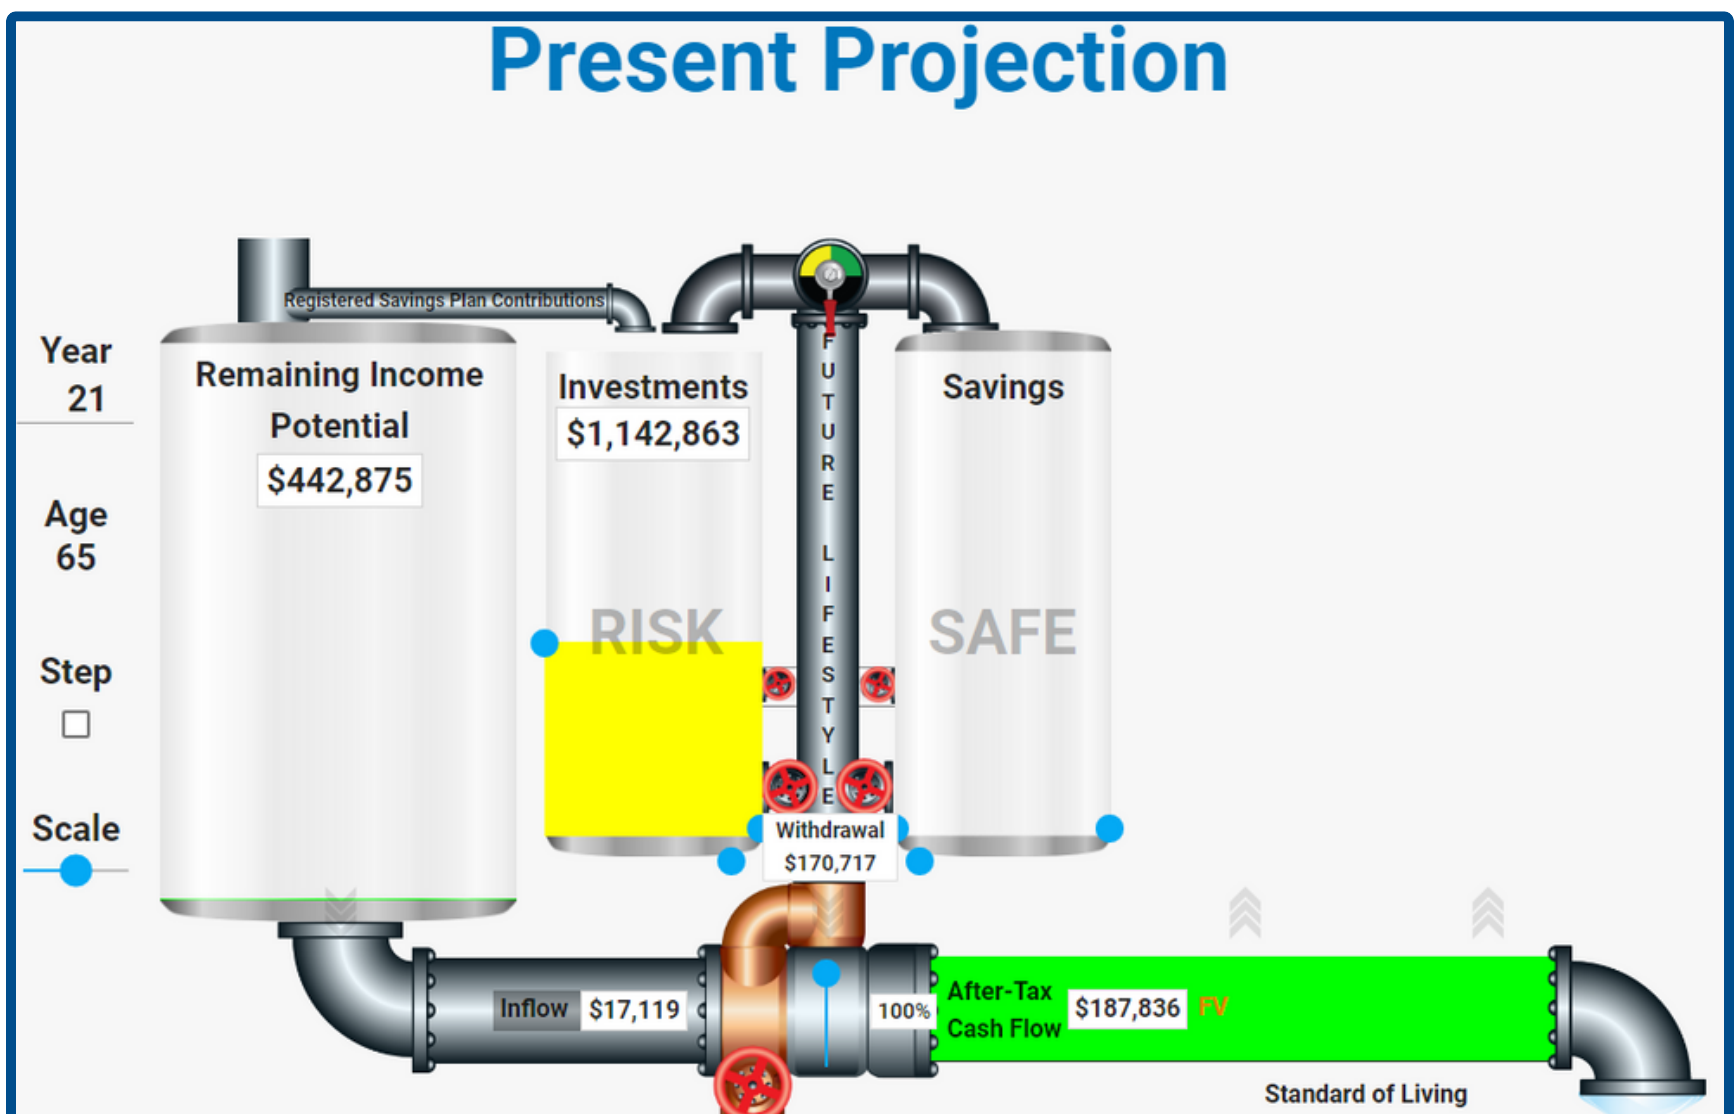 Present Projection
Registered Savings Plan Contributions
Year
21
Age
65
Step
Scale
Remaining Income
Potential
$442,875
Investments
$1,142,863
RISK
FUTURE LIFESTYLE
Savings
SAFE
Withdrawal
$170,717
Inflow $17,119
100%
After-Tax
Cash Flow
$187,836 FV
Standard of Living